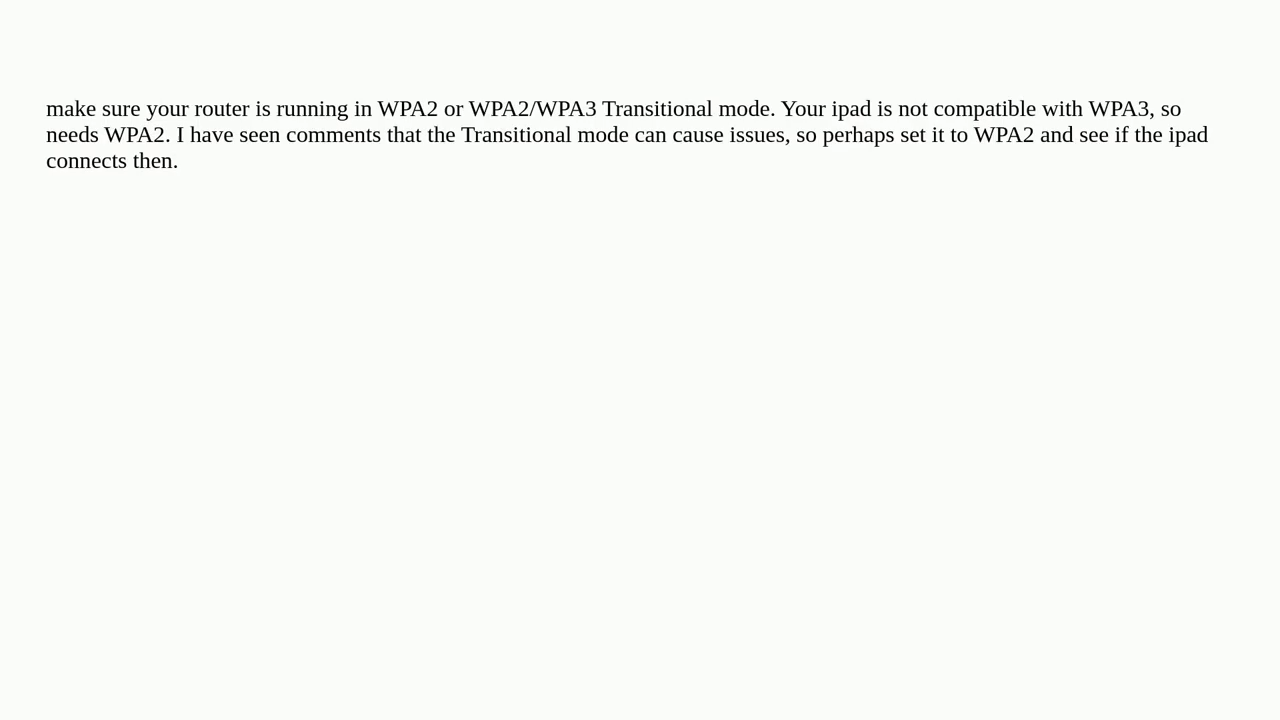 make sure your router is running in WPA2 or WPA2/WPA3 Transitional mode. Your ipad is not compatible with WPA3, so
needs WPA2. I have seen comments that the Transitional mode can cause issues, so perhaps set it to WPA2 and see if the ipad
connects then.